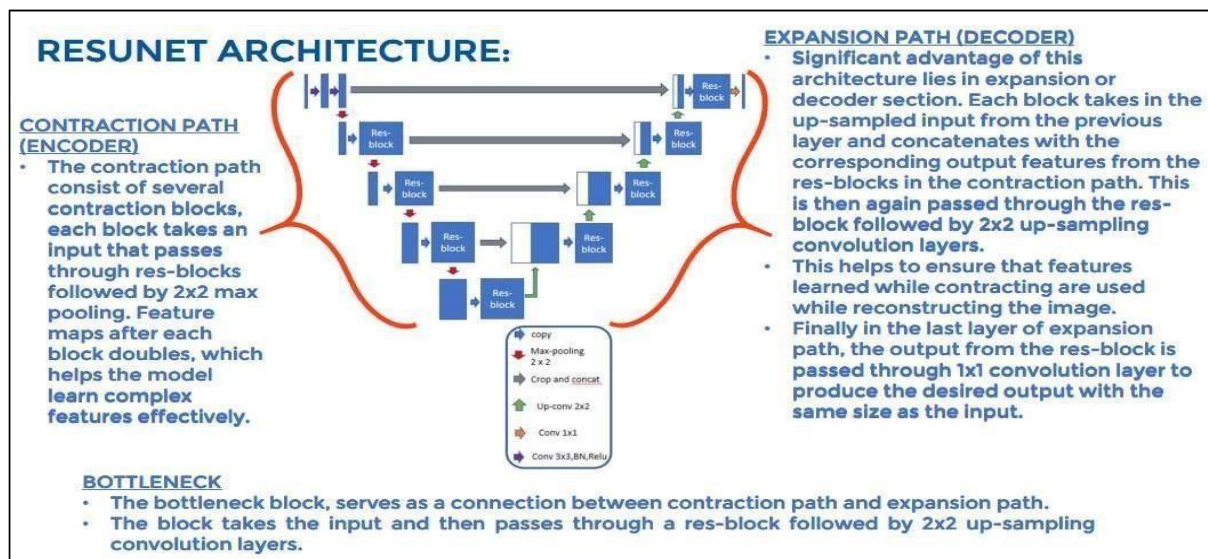 RESUNET ARCHITECTURE:
CONTRACTION PATH
(ENCODER)
• The contraction path
consist of several
contraction blocks,
each block takes an
input that passes
through res-blocks
followed by 2x2 max
pooling. Feature
maps after each
block doubles, which
helps the model
learn complex
features effectively.
Res-
block
Res-
block
Res-
block
Res-
block
Res-
block
Res-
block
Res-
block
Res-
block
Res-
block
copy
Max-pooling
2 x 2
Crop and concat
Up-conv 2x2
Conv 1x1
Conv 3x3,BN,Relu
EXPANSION PATH (DECODER)
• Significant advantage of this
architecture lies in expansion or
decoder section. Each block takes in the
up-sampled input from the previous
layer and concatenates with the
corresponding output features from the
res-blocks in the contraction path. This
is then again passed through the res-
block followed by 2x2 up-sampling
convolution layers.
• This helps to ensure that features
learned while contracting are used
while reconstructing the image.
• Finally in the last layer of expansion
path, the output from the res-block is
passed through 1x1 convolution layer to
produce the desired output with the
same size as the input.
BOTTLENECK
• The bottleneck block, serves as a connection between contraction path and expansion path.
• The block takes the input and then passes through a res-block followed by 2x2 up-sampling
convolution layers.